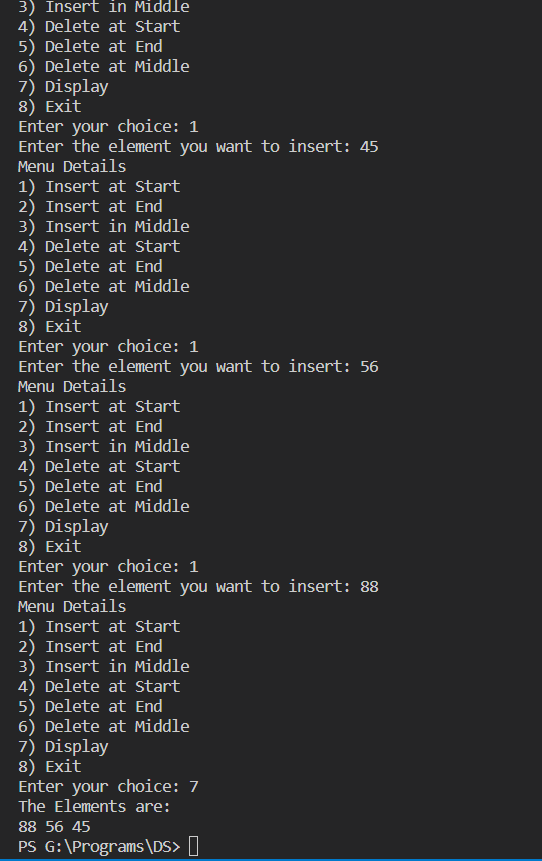 3) Insert in Middle
4) Delete at Start
5) Delete at End
6) Delete at Middle
7) Display
8) Exit
Enter your choice: 1
Enter the element you want to insert: 45
Menu Details
1) Insert at Start
2) Insert at End
3) Insert in Middle
4) Delete at Start
5) Delete at End
6) Delete at Middle
7) Display
8) Exit
Enter your choice: 1
Enter the element you want to insert: 56
Menu Details
1) Insert at Start
2) Insert at End
3) Insert in Middle
4) Delete at Start
5) Delete at End
6) Delete at Middle
7) Display
8) Exit
Enter your choice: 1
Enter the element you want to insert: 88
Menu Details
1) Insert at Start
2) Insert at End
3) Insert in Middle
4) Delete at Start
5) Delete at End
6) Delete at Middle
7) Display
8) Exit
Enter your choice: 7
The Elements are:
88 56 45
PS G:\Programs\DS>